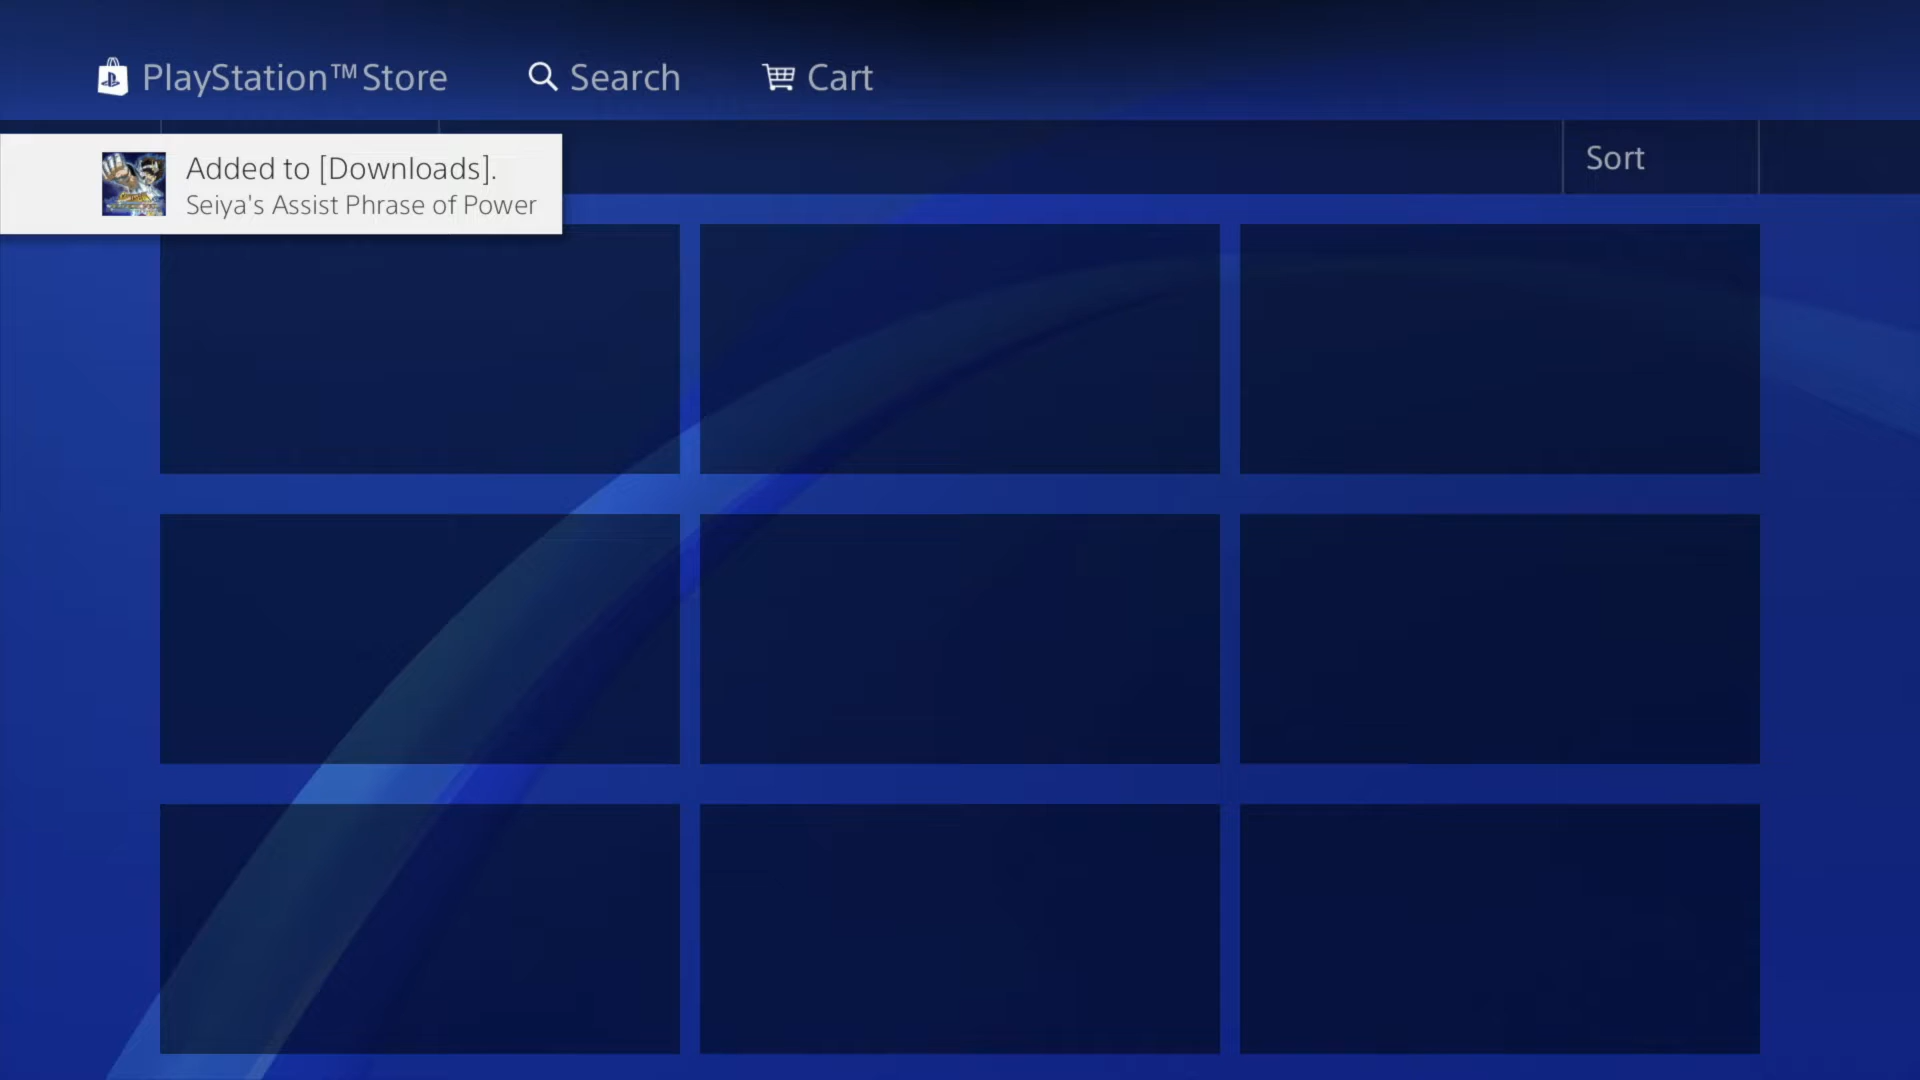 PlayStation™Store
Search
Cart
Sort
Added to [Downloads].
Seiya's Assist Phrase of Power